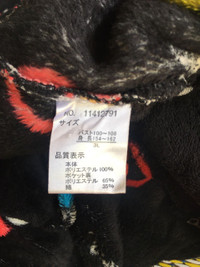 NO. 11412791
サイズ
バスト100~108
身長154~162
3L
品質表示
本体
ポリエステル 100%
ポケット裏
ポリエステル 65%
綿 35%